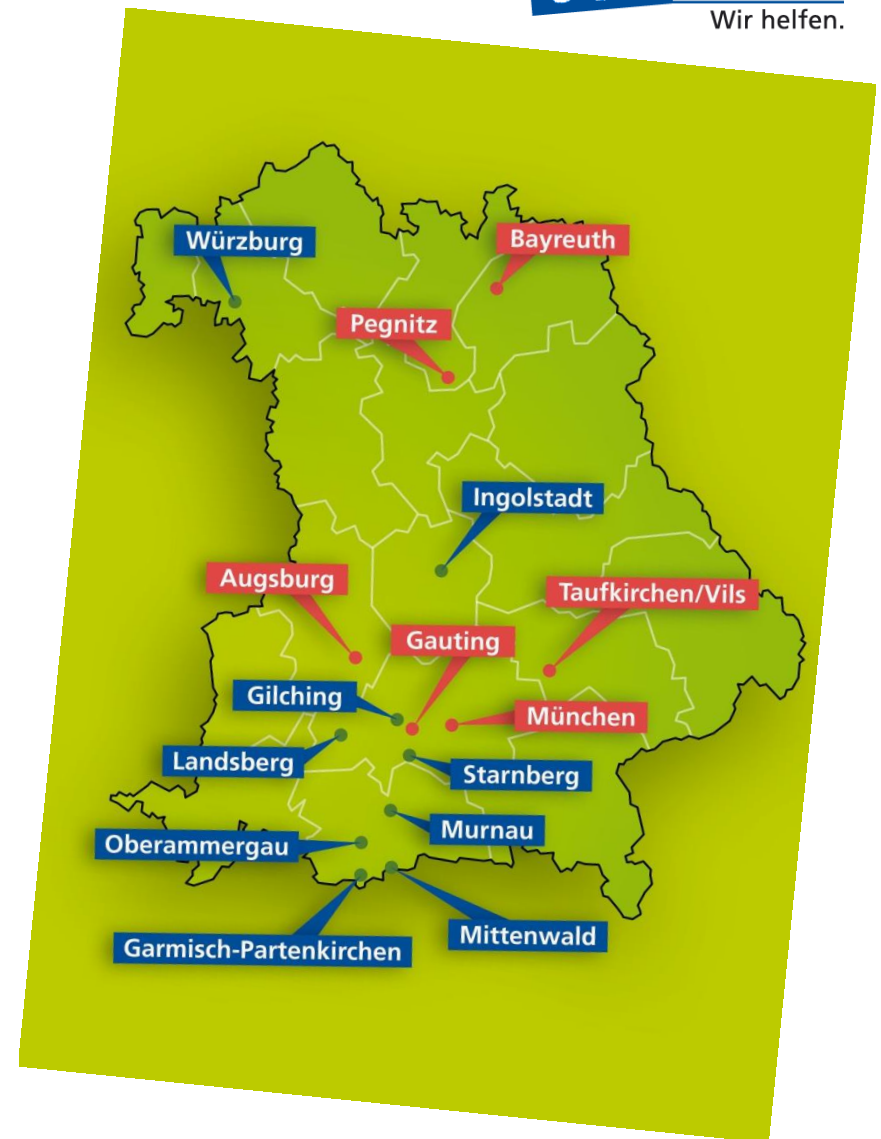 Wir helfen.
Würzburg
Bayreuth
Pegnitz
Ingolstadt
Augsburg
Taufkirchen/Vils
Gauting
Gilching
München
Landsberg
Starnberg
Murnau
Oberammergau
Mittenwald
Garmisch-Partenkirchen